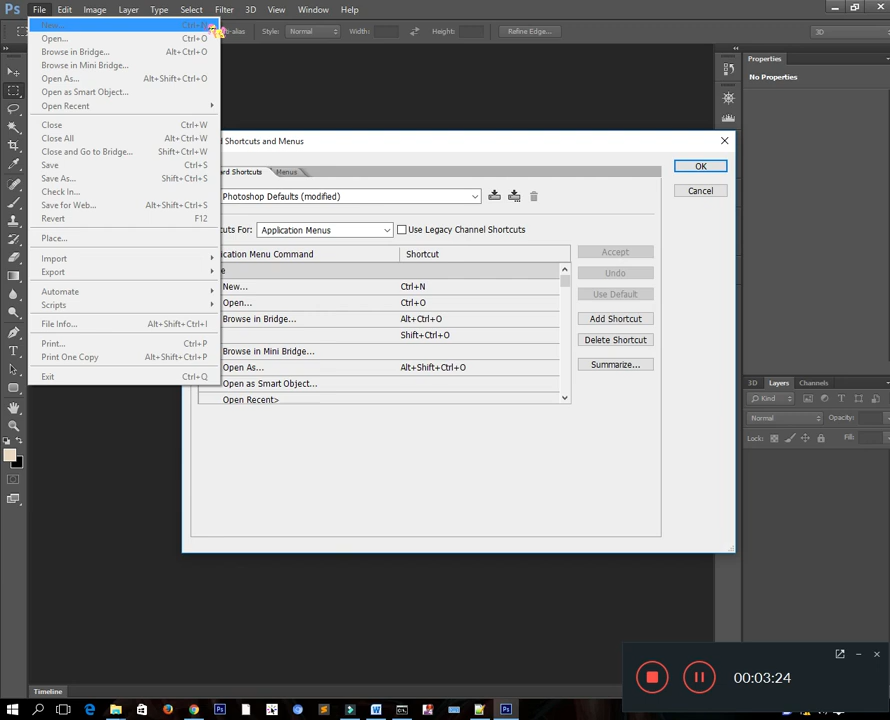 Ps File Edit Image Layer Type Select Filter 3D View Window Help
New... Ctrl+N
Open... Ctrl+O
Browse in Bridge... Alt+Ctrl+O
Browse in Mini Bridge...
Open As... Alt+Shift+Ctrl+O
Open as Smart Object...
Open Recent
Close Ctrl+W
Close All Alt+Ctrl+W
Close and Go to Bridge... Shift+Ctrl+W
Save Ctrl+S
Save As... Shift+Ctrl+S
Check In...
Save for Web... Alt+Shift+Ctrl+S
Revert F12
Place...
Import
Export
Automate
Scripts
File Info... Alt+Shift+Ctrl+I
Print... Ctrl+P
Print One Copy Alt+Shift+Ctrl+P
Exit Ctrl+Q
Style: Normal Width: Height: Refine Edge... 3D
Shortcuts and Menus
Shortcuts Menus
Photoshop Defaults (modified)
For: Application Menus Use Legacy Channel Shortcuts
Menu Command Shortcut
New... Ctrl+N
Open... Ctrl+O
Browse in Bridge... Alt+Ctrl+O
Shift+Ctrl+O
Browse in Mini Bridge...
Open As... Alt+Shift+Ctrl+O
Open as Smart Object...
Open Recent>
OK
Cancel
Accept
Undo
Use Default
Add Shortcut
Delete Shortcut
Summarize...
Properties
No Properties
3D Layers Channels
Kind
Normal Opacity:
Lock: Fill:
Timeline
00:03:24